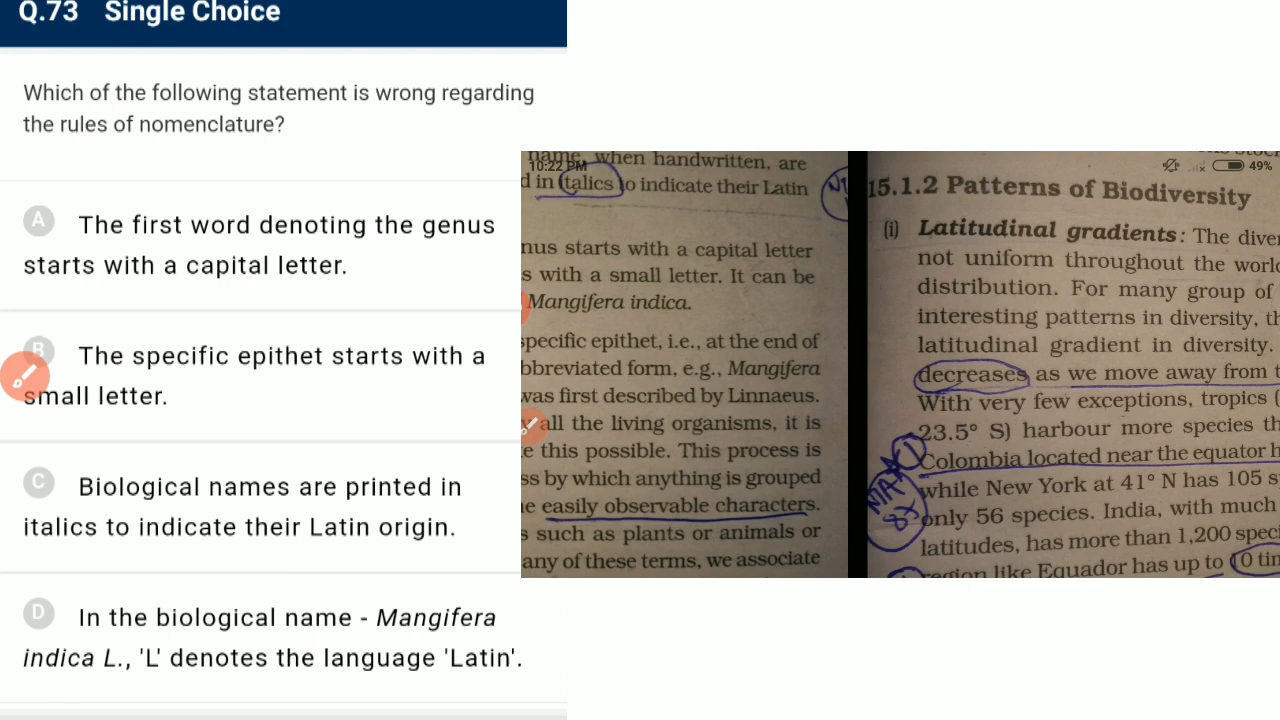 Q.73 Single Choice
Which of the following statement is wrong regarding
the rules of nomenclature?
A The first word denoting the genus
starts with a capital letter.
B The specific epithet starts with a
small letter.
C Biological names are printed in
italics to indicate their Latin origin.
D In the biological name - Mangifera
indica L., 'L' denotes the language 'Latin'.
name, when handwritten, are
10:22 PM
d in italics to indicate their Latin
nus starts with a capital letter
s with a small letter. It can be
Mangifera indica.
specific epithet, i.e., at the end of
bbreviated form, e.g., Mangifera
was first described by Linnaeus.
all the living organisms, it is
e this possible. This process is
ss by which anything is grouped
e easily observable characters.
s such as plants or animals or
any of these terms, we associate
49%
15.1.2 Patterns of Biodiversity
(i) Latitudinal gradients: The diver
not uniform throughout the world
distribution. For many group of
interesting patterns in diversity, th
latitudinal gradient in diversity.
decreases as we move away from t
With very few exceptions, tropics (
23.5° S) harbour more species th
Colombia located near the equator h
while New York at 41° N has 105 s
only 56 species. India, with much
latitudes, has more than 1,200 speci
region like Equador has up to 10 tim